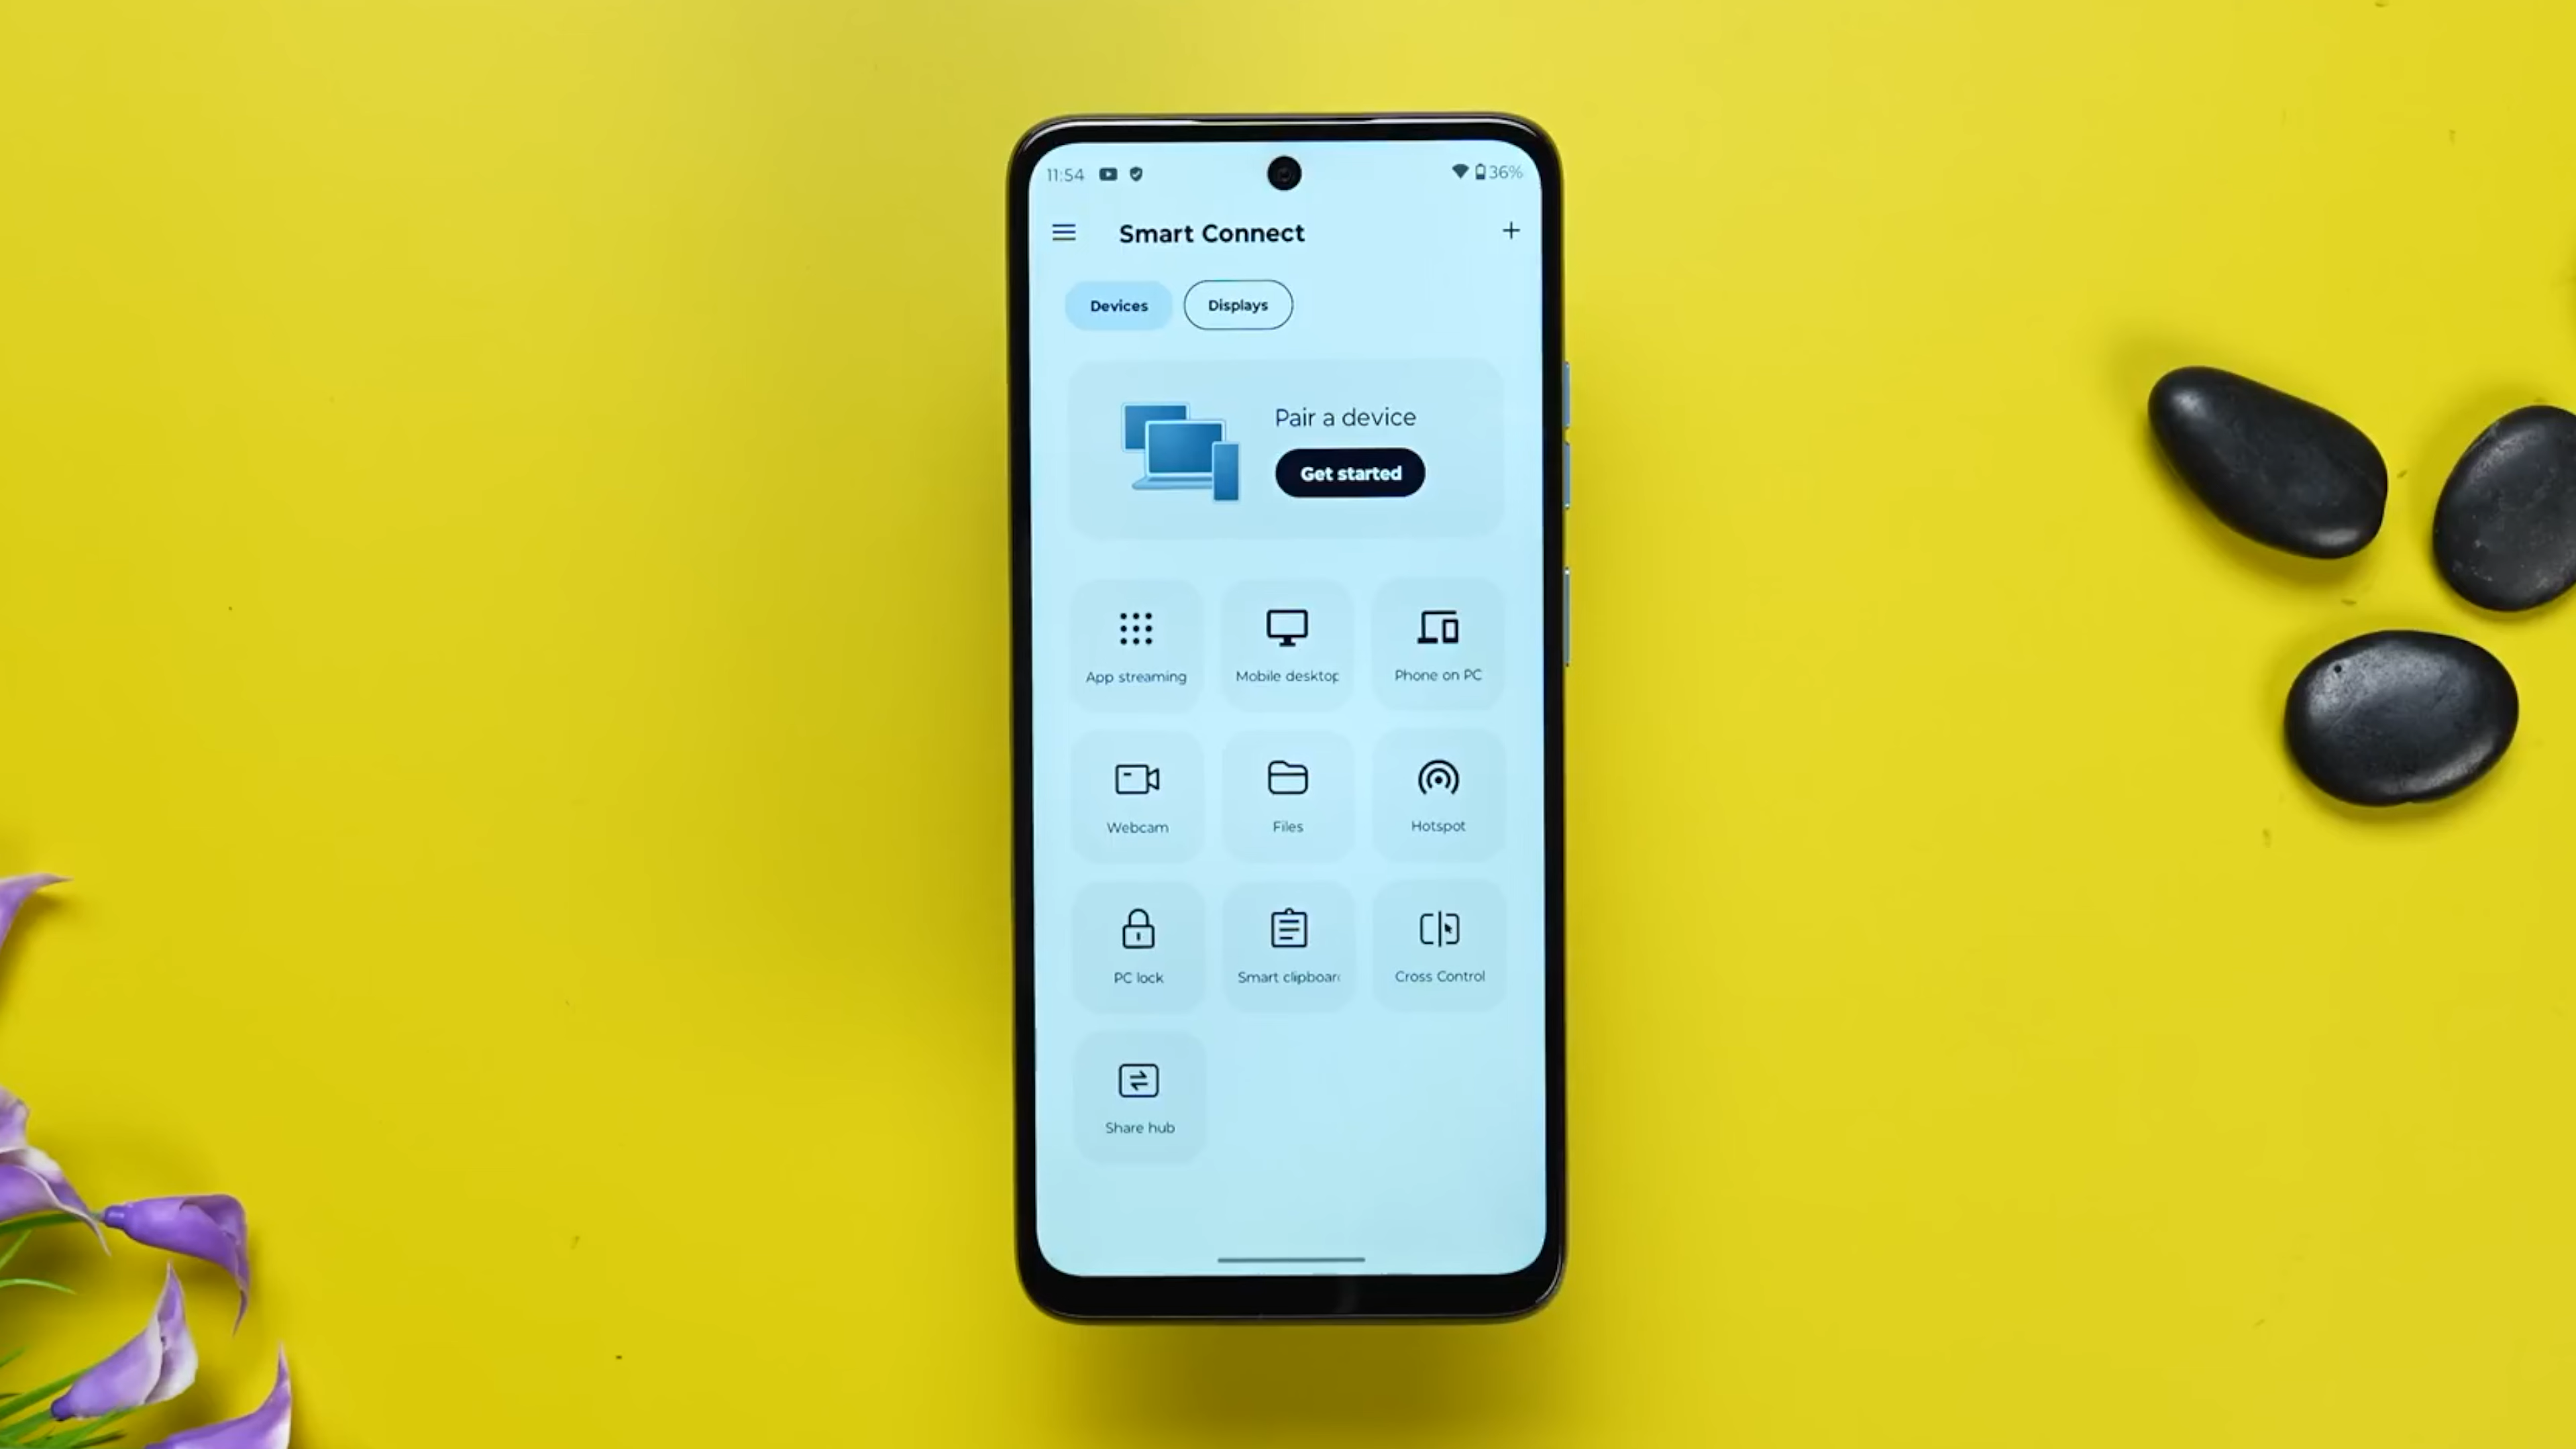 11:54
36%
Smart Connect
Devices
Displays
Pair a device
Get started
App streaming
Mobile desktop
Phone on PC
Webcam
Files
Hotspot
PC lock
Smart clipboar
Cross Control
Share hub